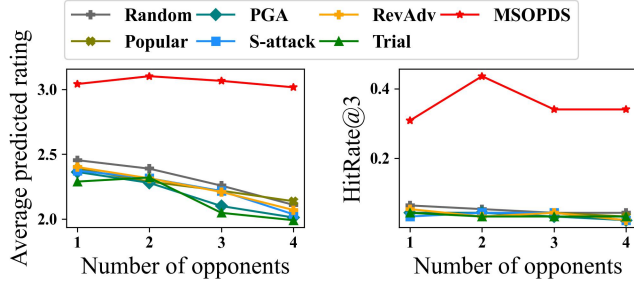 Random PGA RevAdv MSOPDS
Popular S-attack Trial
Average predicted rating
3.0
2.5
2.0
1 2 3 4
Number of opponents
HitRate@3
0.4
0.2
1 2 3 4
Number of opponents